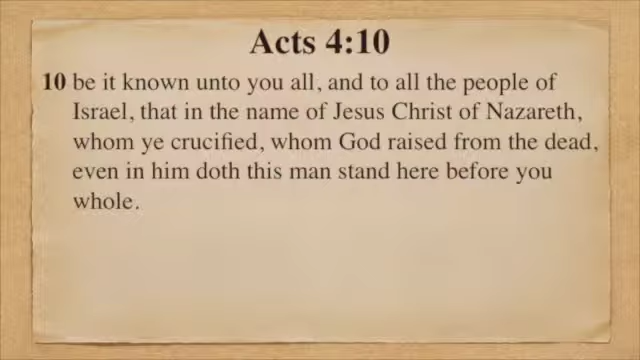 Acts 4:10
10 be it known unto you all, and to all the people of
Israel, that in the name of Jesus Christ of Nazareth,
whom ye crucified, whom God raised from the dead,
even in him doth this man stand here before you
whole.